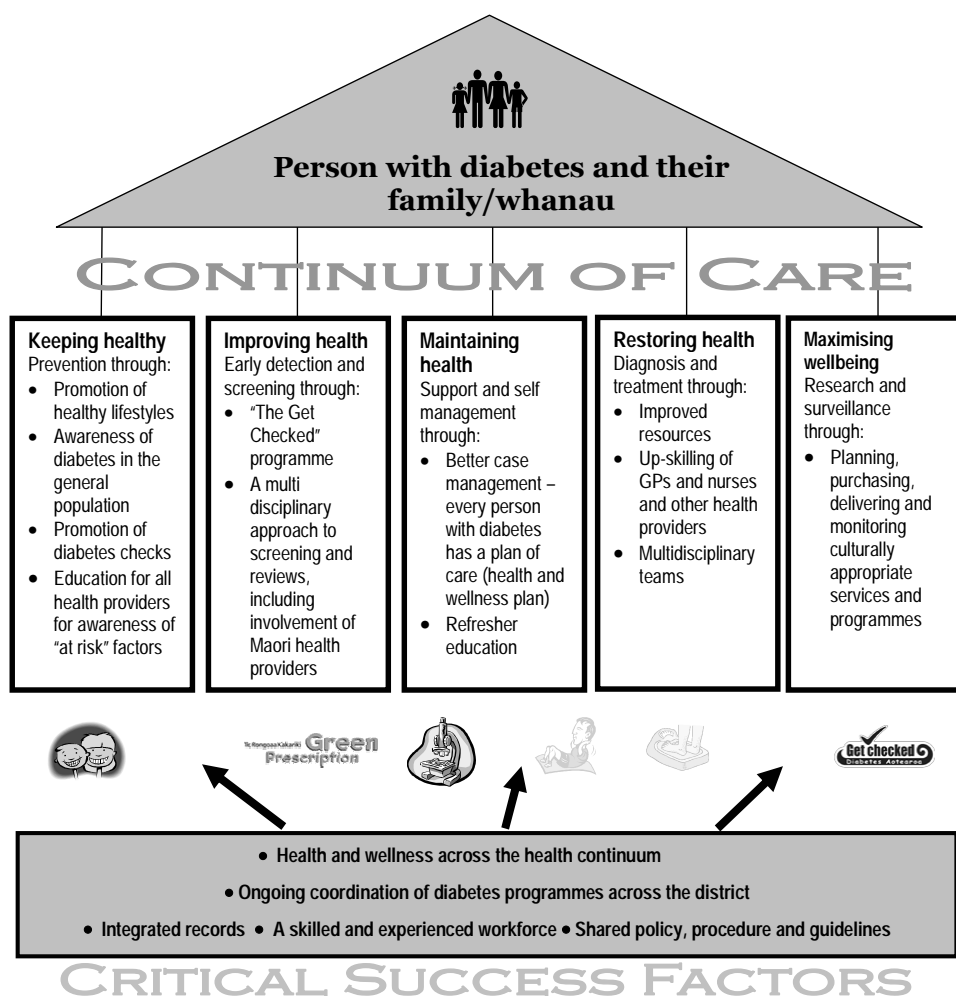 Person with diabetes and their
family/whanau
CONTINUUM OF CARE
Keeping healthy
Prevention through:
• Promotion of
healthy lifestyles
• Awareness of
diabetes in the
general
population
• Promotion of
diabetes checks
• Education for all
health providers
for awareness of
"at risk" factors
Improving health
Early detection and
screening through:
• "The Get
Checked"
programme
• A multi
disciplinary
approach to
screening and
reviews,
including
involvement of
Maori health
providers
Maintaining
health
Support and self
management
through:
• Better case
management –
every person
with diabetes
has a plan of
care (health and
wellness plan)
• Refresher
education
Restoring health
Diagnosis and
treatment through:
• Improved
resources
• Up-skilling of
GPs and nurses
and other health
providers
• Multidisciplinary
teams
Maximising
wellbeing
Research and
surveillance
through:
• Planning,
purchasing,
delivering and
monitoring
culturally
appropriate
services and
programmes
Green
Prescription
Get checked
Diabetes Aotearoa
• Health and wellness across the health continuum
• Ongoing coordination of diabetes programmes across the district
• Integrated records • A skilled and experienced workforce • Shared policy, procedure and guidelines
CRITICAL SUCCESS FACTORS